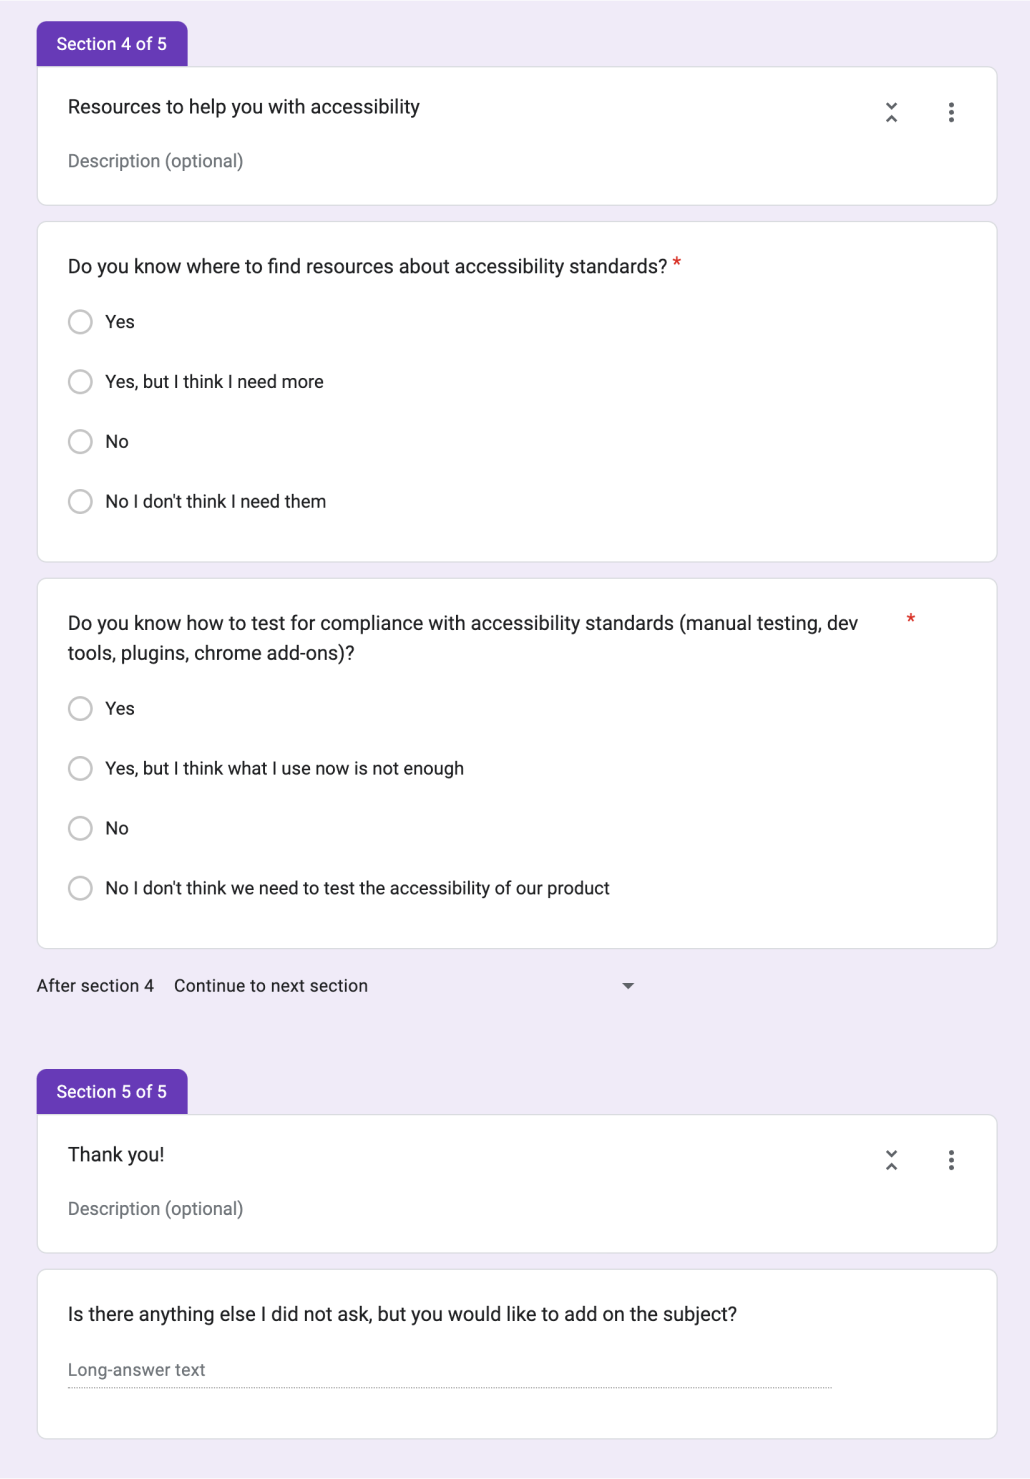 Section 4 of 5
Resources to help you with accessibility
Description (optional)
Do you know where to find resources about accessibility standards? *
Yes
Yes, but I think I need more
No
No I don't think I need them
Do you know how to test for compliance with accessibility standards (manual testing, dev *
tools, plugins, chrome add-ons)?
Yes
Yes, but I think what I use now is not enough
No
No I don't think we need to test the accessibility of our product
After section 4 Continue to next section
Section 5 of 5
Thank you!
Description (optional)
Is there anything else I did not ask, but you would like to add on the subject?
Long-answer text